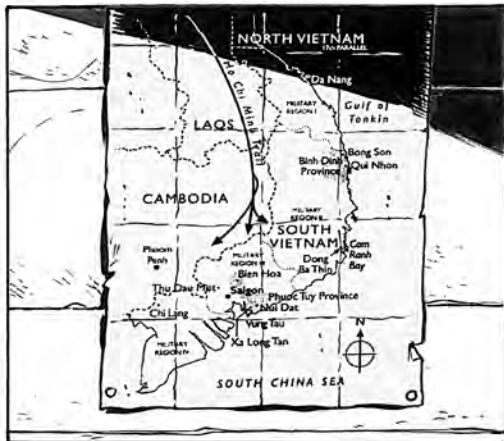 NORTH VIETNAM
17th PARALLEL
Da Nang
Ho Chi Minh Trail
MILITARY
REGION I
Gulf of
Tonkin
LAOS
Bong Son
Binh Dinh
Province
Qui Nhon
CAMBODIA
MILITARY
REGION II
SOUTH
VIETNAM
Cam
Ranh
Bay
Phnom
Penh
MILITARY
REGION III
Dong
Ba Thin
Bien Hoa
Thu Dau Mot
Saigon
Phuoc Tuy Province
Nui Dat
Chi Lang
Vung Tau
N
MILITARY
REGION IV
Xa Long Tan
SOUTH CHINA SEA